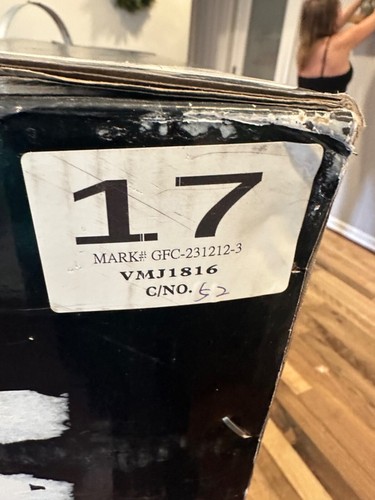 17
MARK# GFC-231212-3
VMJ1816
C/NO. 52